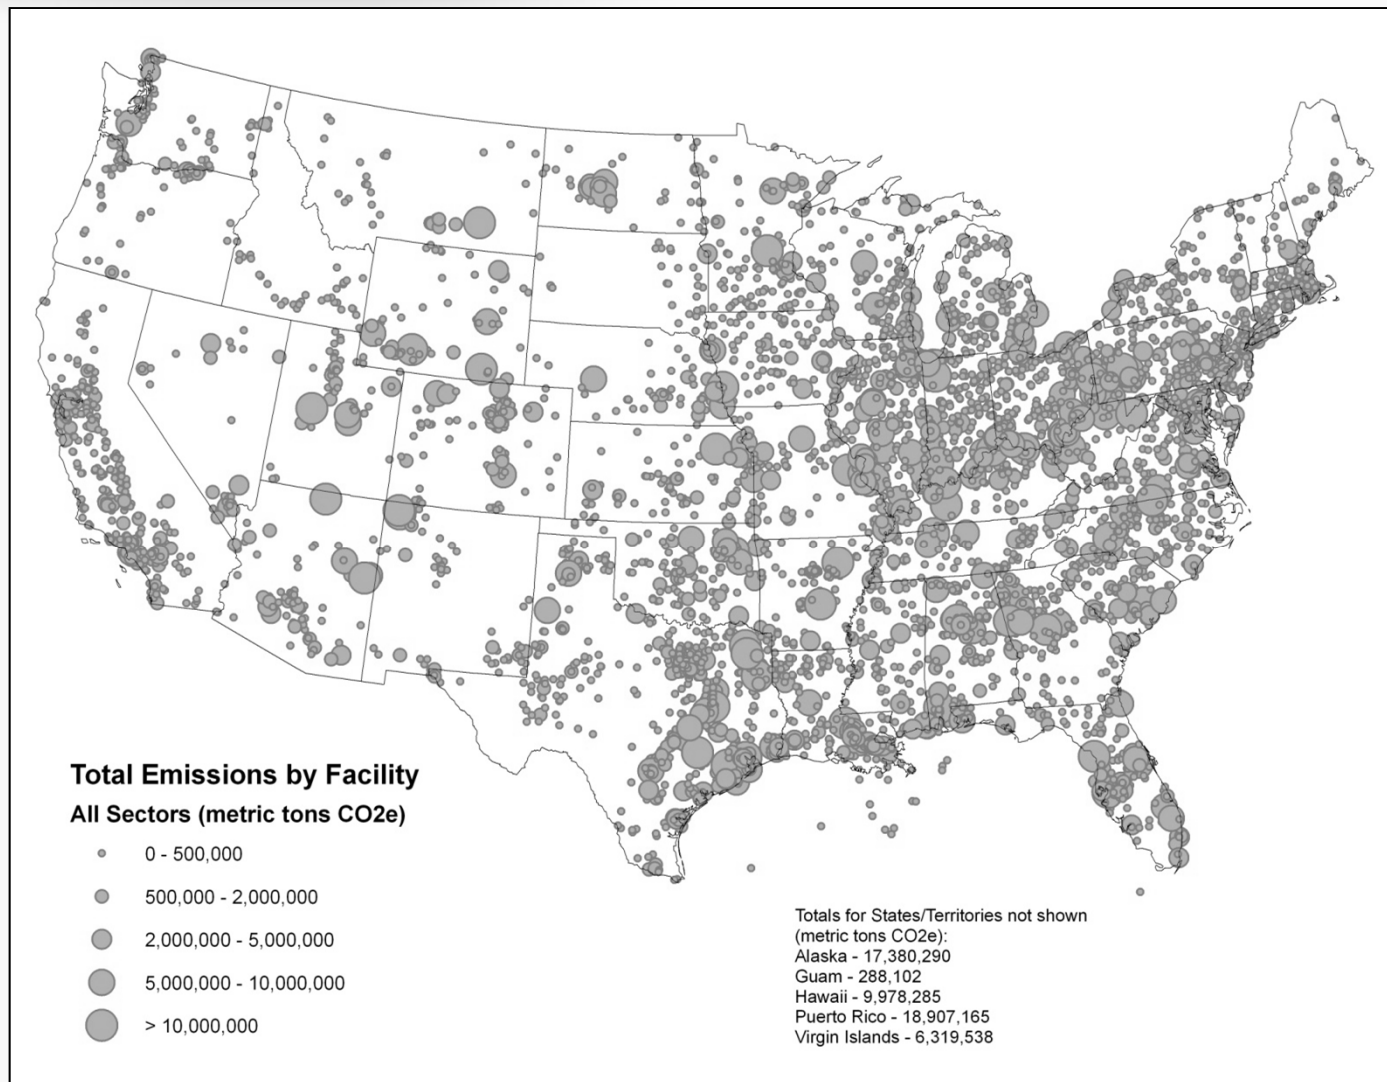 Total Emissions by Facility
All Sectors (metric tons CO2e)
0 - 500,000
500,000 - 2,000,000
2,000,000 - 5,000,000
5,000,000 - 10,000,000
> 10,000,000
Totals for States/Territories not shown
(metric tons CO2e):
Alaska - 17,380,290
Guam - 288,102
Hawaii - 9,978,285
Puerto Rico - 18,907,165
Virgin Islands - 6,319,538